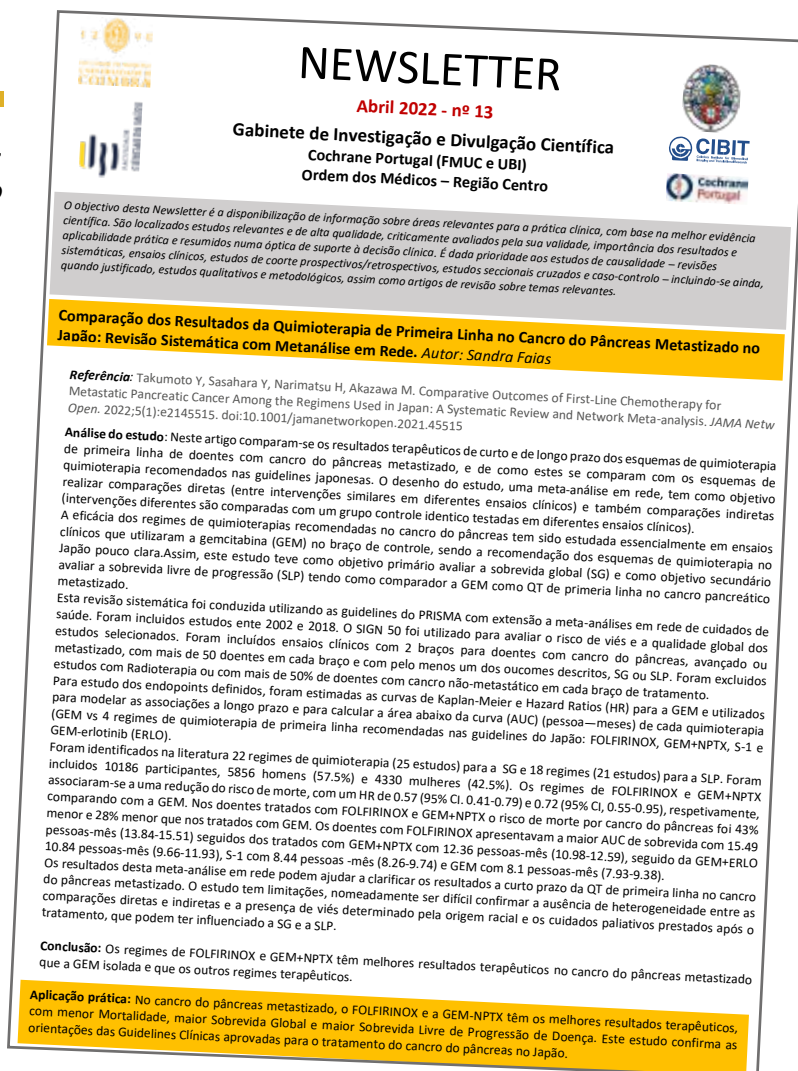 NEWSLETTER
Abril 2022 - nº 13
Gabinete de Investigação e Divulgação Científica
Cochrane Portugal (FMUC e UBI)
Ordem dos Médicos – Região Centro
CIBIT
Cochrane
Portugal
O objectivo desta Newsletter é a disponibilização de informação sobre áreas relevantes para a prática clínica, com base na melhor evidência
científica. São localizados estudos relevantes e de alta qualidade, criticamente avaliados pela sua validade, importância dos resultados e
aplicabilidade prática e resumidos numa óptica de suporte à decisão clínica. É dada prioridade aos estudos de causalidade – revisões
sistemáticas, ensaios clínicos, estudos de coorte prospectivos/retrospectivos, estudos seccionais cruzados e caso-controlo – incluindo-se ainda,
quando justificado, estudos qualitativos e metodológicos, assim como artigos de revisão sobre temas relevantes.
Comparação dos Resultados da Quimioterapia de Primeira Linha no Cancro do Pâncreas Metastizado no
Japão: Revisão Sistemática com Metanálise em Rede. Autor: Sandra Faias
Referência: Takumoto Y, Sasahara Y, Narimatsu H, Akazawa M. Comparative Outcomes of First-Line Chemotherapy for
Metastatic Pancreatic Cancer Among the Regimens Used in Japan: A Systematic Review and Network Meta-analysis. JAMA Netw
Open. 2022;5(1):e2145515. doi:10.1001/jamanetworkopen.2021.45515
Análise do estudo: Neste artigo comparam-se os resultados terapêuticos de curto e de longo prazo dos esquemas de quimioterapia
de primeira linha de doentes com cancro do pâncreas metastizado, e de como estes se comparam com os esquemas de
quimioterapia recomendados nas guidelines japonesas. O desenho do estudo, uma meta-análise em rede, tem como objetivo
realizar comparações diretas (entre intervenções similares em diferentes ensaios clínicos) e também comparações indiretas
(intervenções diferentes são comparadas com um grupo controle identico testadas em diferentes ensaios clínicos).
A eficácia dos regimes de quimioterapias recomendadas no cancro do pâncreas tem sido estudada essencialmente em ensaios
clínicos que utilizaram a gemcitabina (GEM) no braço de controle, sendo a recomendação dos esquemas de quimioterapia no
Japão pouco clara.Assim, este estudo teve como objetivo primário avaliar a sobrevida global (SG) e como objetivo secundário
avaliar a sobrevida livre de progressão (SLP) tendo como comparador a GEM como QT de primeria linha no cancro pancreático
metastizado.
Esta revisão sistemática foi conduzida utilizando as guidelines do PRISMA com extensão a meta-análises em rede de cuidados de
saúde. Foram incluidos estudos ente 2002 e 2018. O SIGN 50 foi utilizado para avaliar o risco de viés e a qualidade global dos
estudos selecionados. Foram incluídos ensaios clínicos com 2 braços para doentes com cancro do pâncreas, avançado ou
metastizado, com mais de 50 doentes em cada braço e com pelo menos um dos oucomes descritos, SG ou SLP. Foram excluidos
estudos com Radioterapia ou com mais de 50% de doentes com cancro não-metastático em cada braço de tratamento.
Para estudo dos endpoints definidos, foram estimadas as curvas de Kaplan-Meier e Hazard Ratios (HR) para a GEM e utilizados
para modelar as associações a longo prazo e para calcular a área abaixo da curva (AUC) (pessoa—meses) de cada quimioterapia
(GEM vs 4 regimes de quimioterapia de primeira linha recomendadas nas guidelines do Japão: FOLFIRINOX, GEM+NPTX, S-1 e
GEM-erlotinib (ERLO).
Foram identificados na literatura 22 regimes de quimioterapia (25 estudos) para a SG e 18 regimes (21 estudos) para a SLP. Foram
incluidos 10186 participantes, 5856 homens (57.5%) e 4330 mulheres (42.5%). Os regimes de FOLFIRINOX e GEM+NPTX
associaram-se a uma redução do risco de morte, com um HR de 0.57 (95% CI. 0.41-0.79) e 0.72 (95% CI, 0.55-0.95), respetivamente,
comparando com a GEM. Nos doentes tratados com FOLFIRINOX e GEM+NPTX o risco de morte por cancro do pâncreas foi 43%
menor e 28% menor que nos tratados com GEM. Os doentes com FOLFIRINOX apresentavam a maior AUC de sobrevida com 15.49
pessoas-mês (13.84-15.51) seguidos dos tratados com GEM+NPTX com 12.36 pessoas-mês (10.98-12.59), seguido da GEM+ERLO
10.84 pessoas-mês (9.66-11.93), S-1 com 8.44 pessoas -mês (8.26-9.74) e GEM com 8.1 pessoas-mês (7.93-9.38).
Os resultados desta meta-análise em rede podem ajudar a clarificar os resultados a curto prazo da QT de primeira linha no cancro
do pâncreas metastizado. O estudo tem limitações, nomeadamente ser difícil confirmar a ausência de heterogeneidade entre as
comparações diretas e indiretas e a presença de viés determinado pela origem racial e os cuidados paliativos prestados após o
tratamento, que podem ter influenciado a SG e a SLP.
Conclusão: Os regimes de FOLFIRINOX e GEM+NPTX têm melhores resultados terapêuticos no cancro do pâncreas metastizado
que a GEM isolada e que os outros regimes terapêuticos.
Aplicação prática: No cancro do pâncreas metastizado, o FOLFIRINOX e a GEM-NPTX têm os melhores resultados terapêuticos,
com menor Mortalidade, maior Sobrevida Global e maior Sobrevida Livre de Progressão de Doença. Este estudo confirma as
orientações das Guidelines Clínicas aprovadas para o tratamento do cancro do pâncreas no Japão.